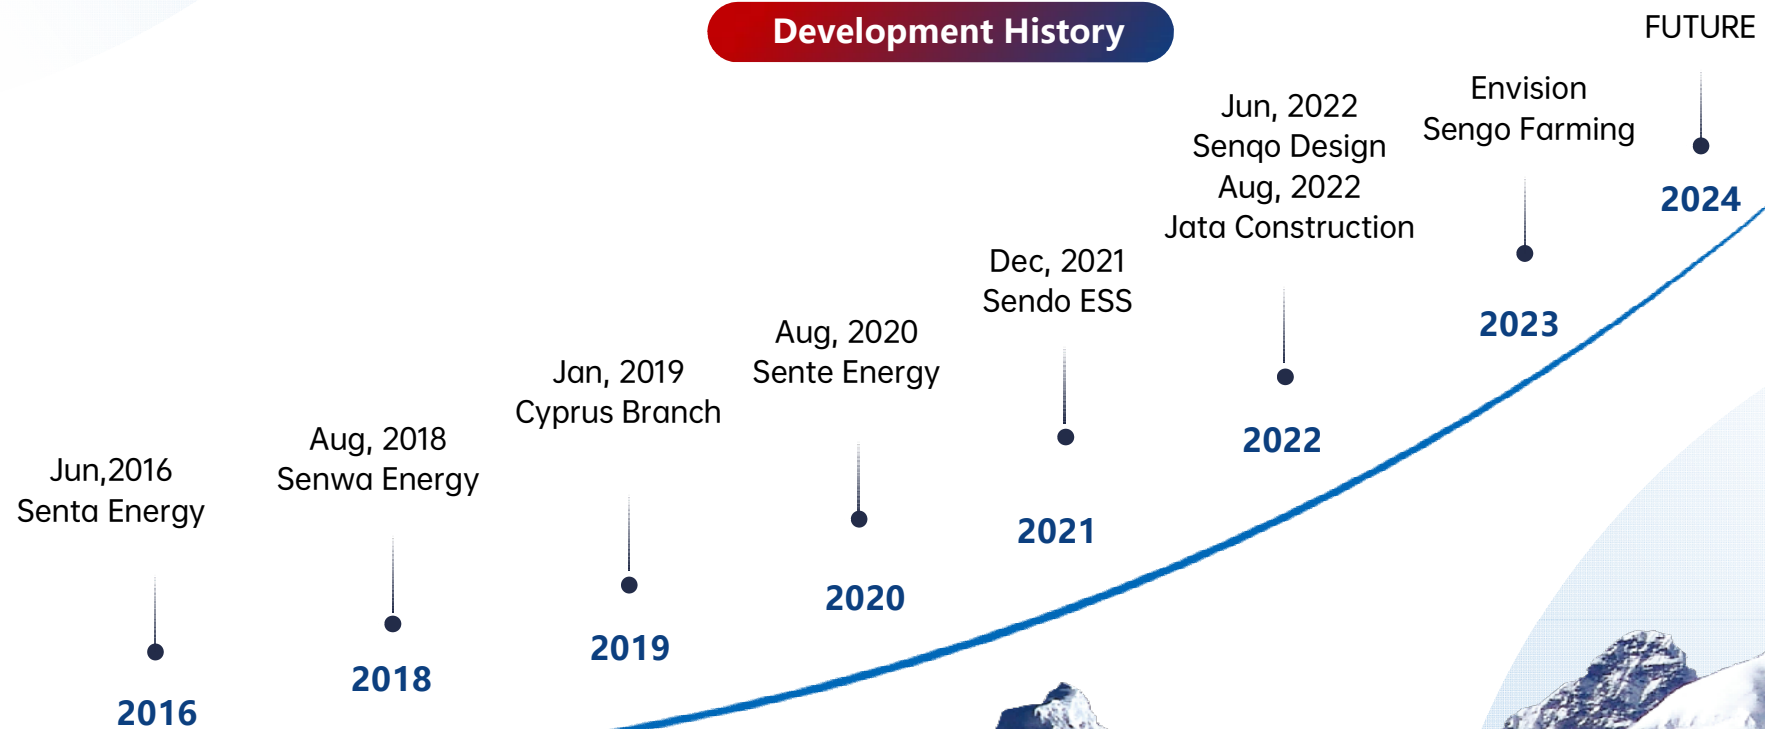 Development History
Jun,2016
Senta Energy
2016
Aug, 2018
Senwa Energy
2018
Jan, 2019
Cyprus Branch
2019
Aug, 2020
Sente Energy
2020
Dec, 2021
Sendo ESS
2021
Jun, 2022
Senqo Design
Aug, 2022
Jata Construction
2022
Envision
Sengo Farming
2023
FUTURE
2024